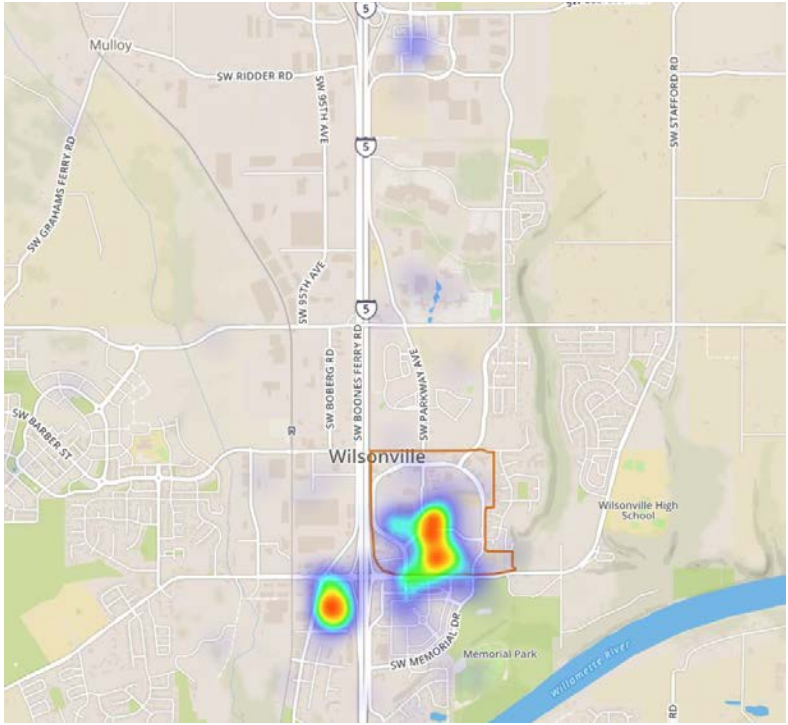 5
Mulloy
SW RIDDER RD
SW 95TH AVE
SW STAFFORD RD
5
SW GRAHAMS FERRY RD
SW 95TH AVE
5
SW BOBERG RD
SW BOONES FERRY RD
SW PARKWAY AVE
SW BARBER ST
Wilsonville
Wilsonville High
School
SW MEMORIAL DR
Memorial Park
Willamette River
RD